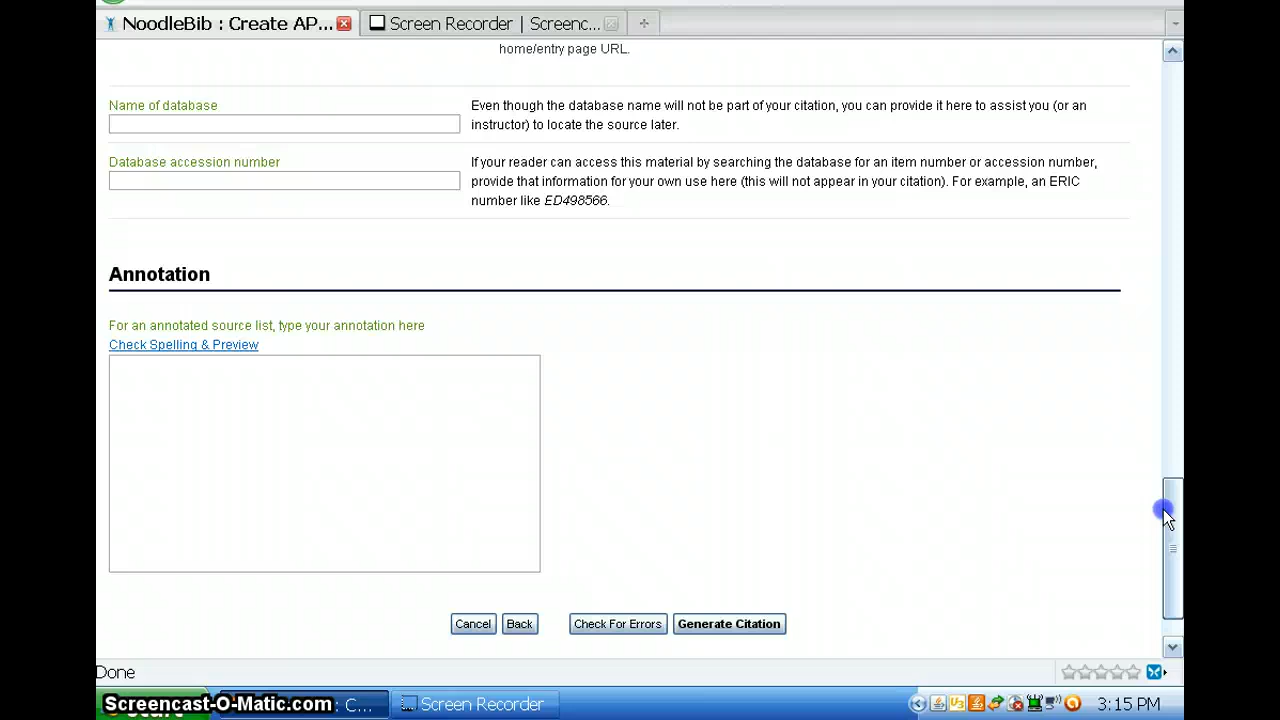 NoodleBib : Create AP...
Screen Recorder | Screenc...
home/entry page URL.
Name of database
Even though the database name will not be part of your citation, you can provide it here to assist you (or an
instructor) to locate the source later.
Database accession number
If your reader can access this material by searching the database for an item number or accession number,
provide that information for your own use here (this will not appear in your citation). For example, an ERIC
number like ED498566.
Annotation
For an annotated source list, type your annotation here
Check Spelling & Preview
Cancel
Back
Check For Errors
Generate Citation
Done
Screencast-O-Matic.com
: C...
Screen Recorder
3:15 PM